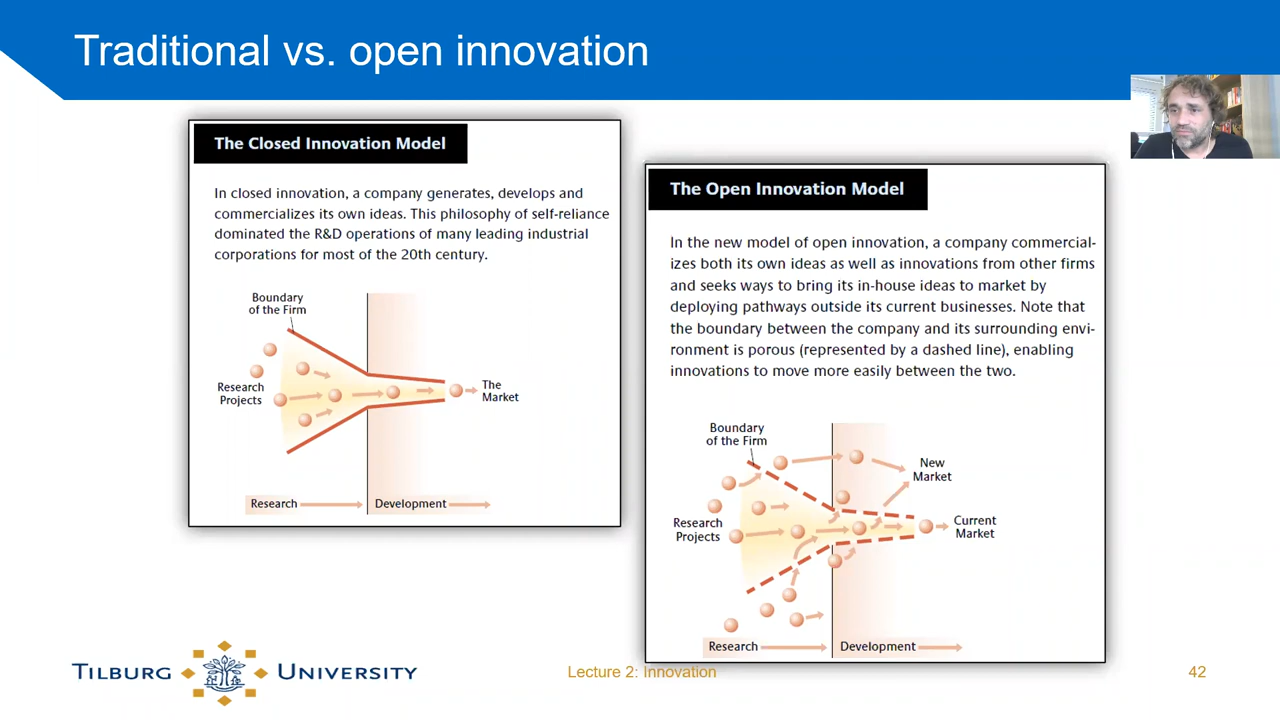 Traditional vs. open innovation
The Closed Innovation Model
In closed innovation, a company generates, develops and
commercializes its own ideas. This philosophy of self-reliance
dominated the R&D operations of many leading industrial
corporations for most of the 20th century.
Boundary
of the Firm
Research
Projects
The
Market
Research
Development
The Open Innovation Model
In the new model of open innovation, a company commercial-
izes both its own ideas as well as innovations from other firms
and seeks ways to bring its in-house ideas to market by
deploying pathways outside its current businesses. Note that
the boundary between the company and its surrounding envi-
ronment is porous (represented by a dashed line), enabling
innovations to move more easily between the two.
Boundary
of the Firm
New
Market
Research
Projects
Current
Market
Research
Development
TILBURG UNIVERSITY
Lecture 2: Innovation
42